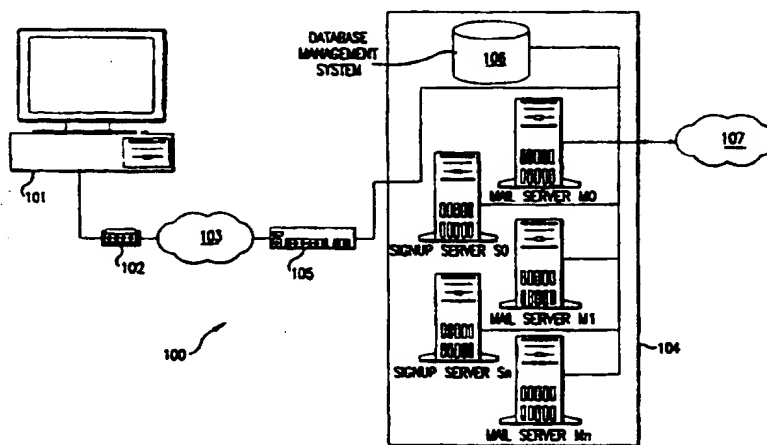 DATABASE
MANAGEMENT
SYSTEM
106
107
101
MAIL SERVER M0
102
103
105
SIGNUP SERVER S0
MAIL SERVER M1
100
SIGNUP SERVER Sn
104
MAIL SERVER Mn